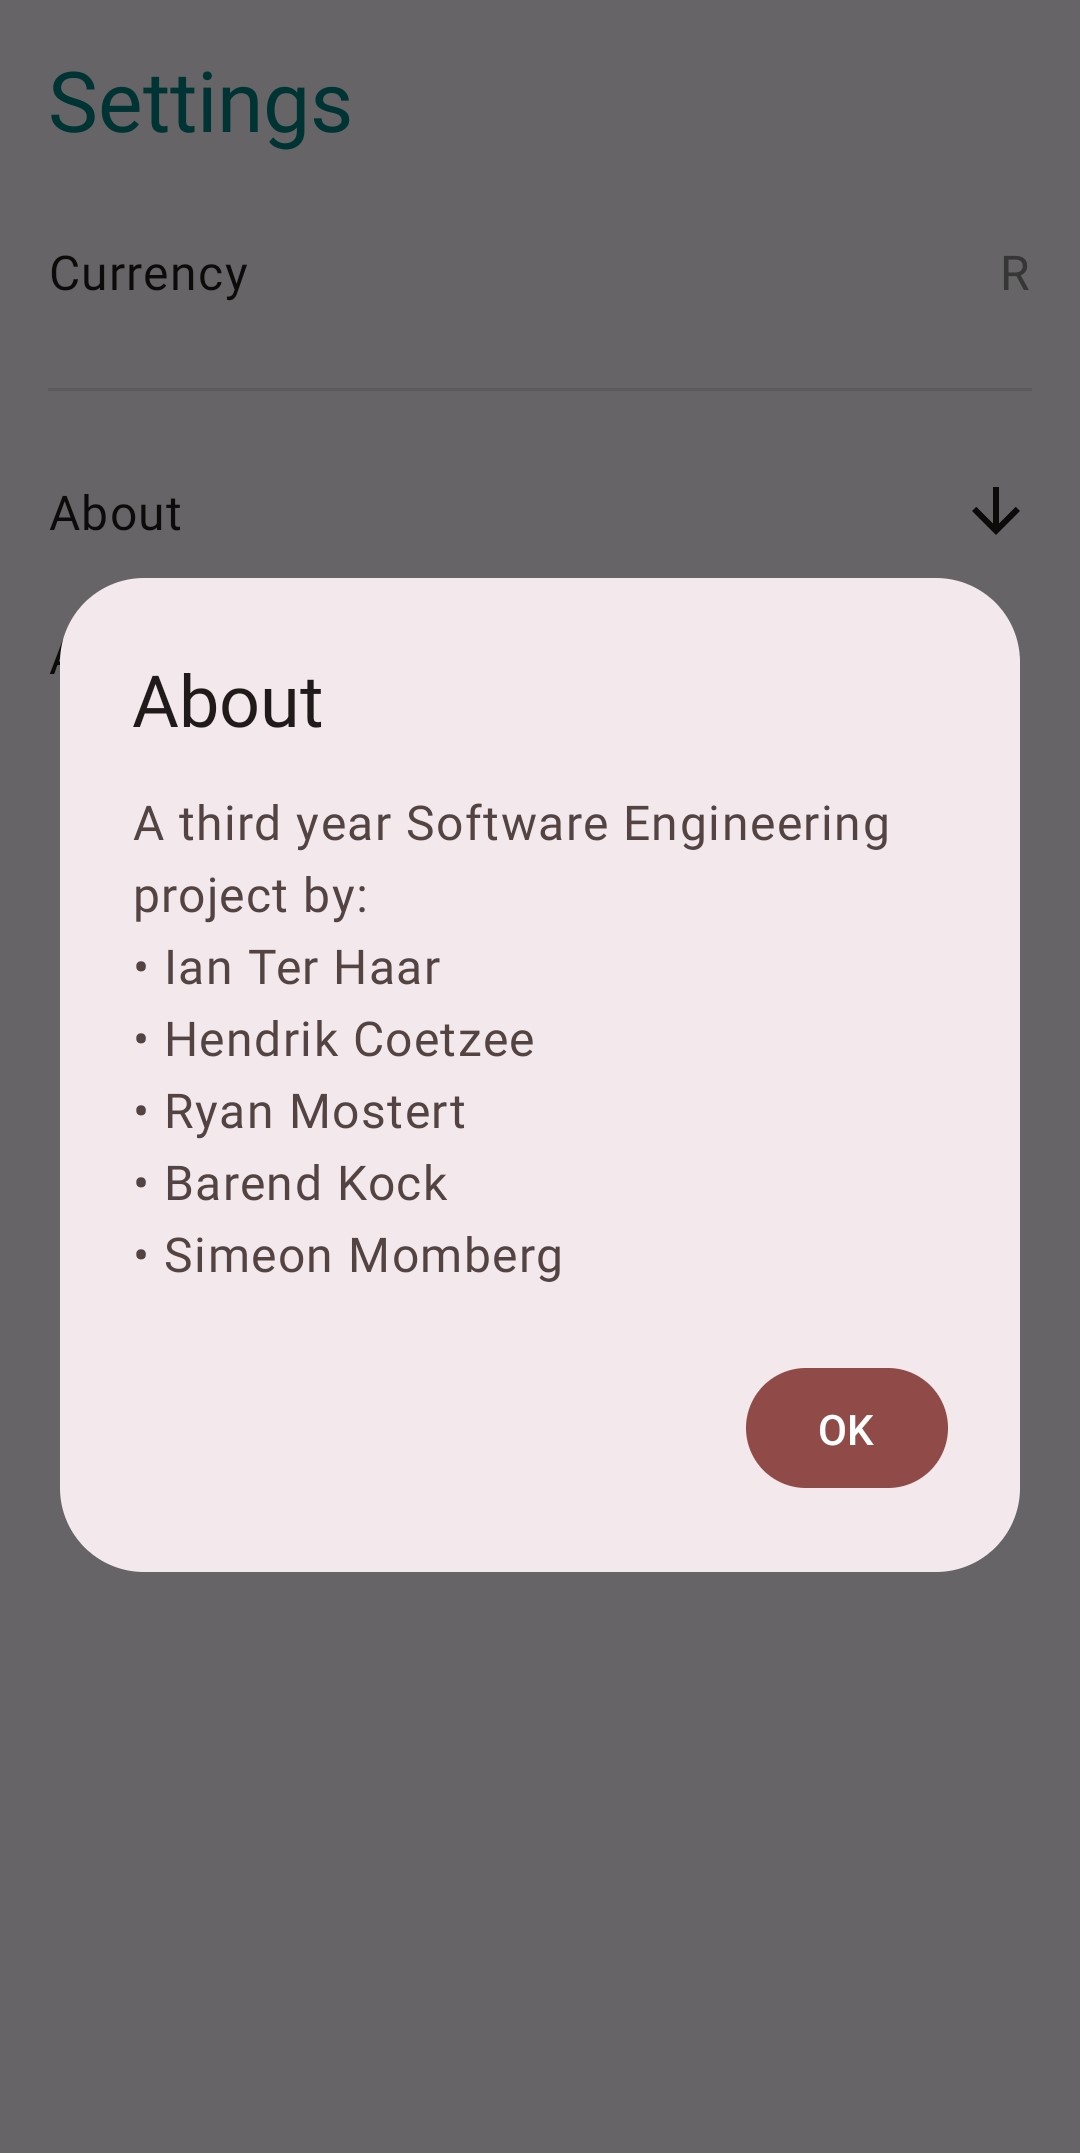 Settings
Currency
R
About
About
A third year Software Engineering
project by:
• Ian Ter Haar
• Hendrik Coetzee
• Ryan Mostert
• Barend Kock
• Simeon Momberg
OK